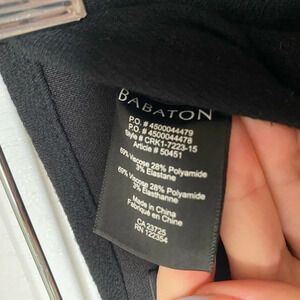 BABATON
P.O. # 4500044479
P.O. # 4500044478
Style # CRK1-7223-15
Article # 50451
69% Viscose 28% Polyamide
3% Elastane
69% Viscose 28% Polyamide
3% Elasthanne
Made in China
Fabriqué en Chine
CA 23725
RN 122354